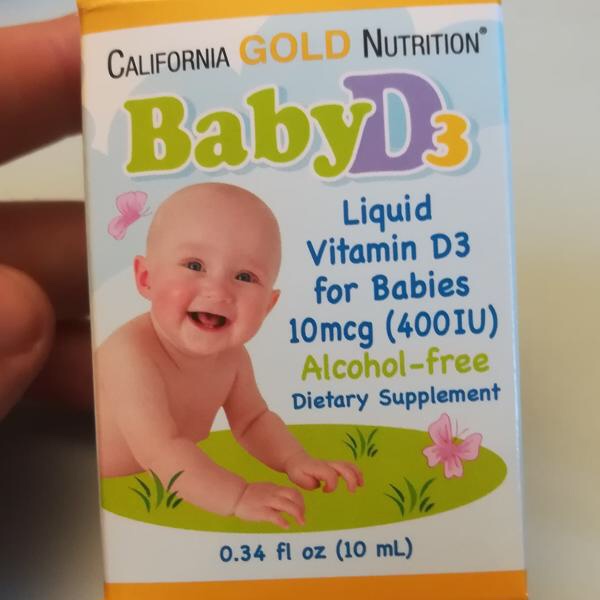 CALIFORNIA GOLD NUTRITION®
BabyD3
Liquid
Vitamin D3
for Babies
10mcg (400IU)
Alcohol-free
Dietary Supplement
0.34 fl oz (10 mL)